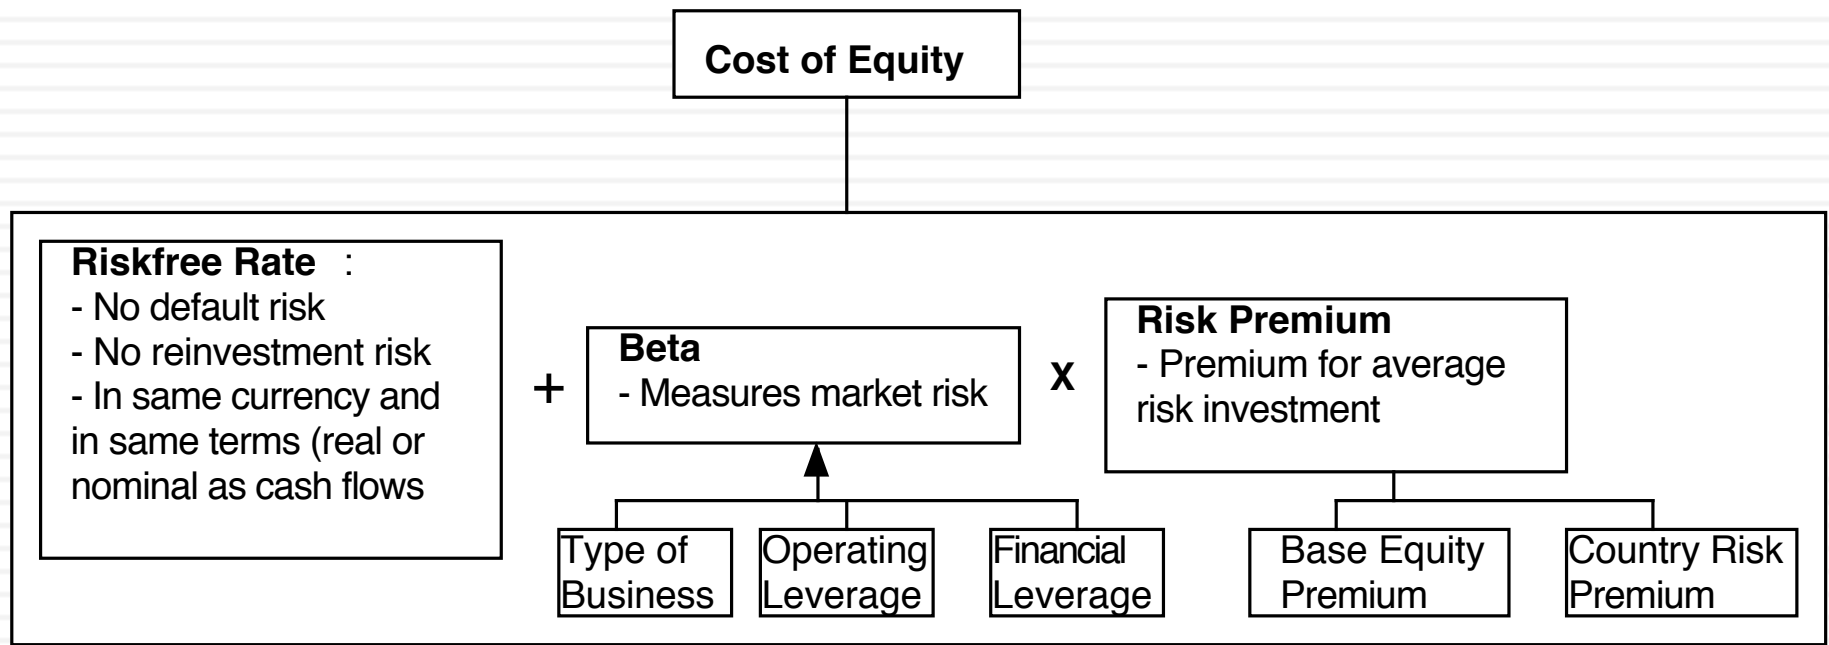 Cost of Equity
Riskfree Rate :
- No default risk
- No reinvestment risk
- In same currency and
in same terms (real or
nominal as cash flows
+
Beta
- Measures market risk
X
Risk Premium
- Premium for average
risk investment
Type of
Business
Operating
Leverage
Financial
Leverage
Base Equity
Premium
Country Risk
Premium